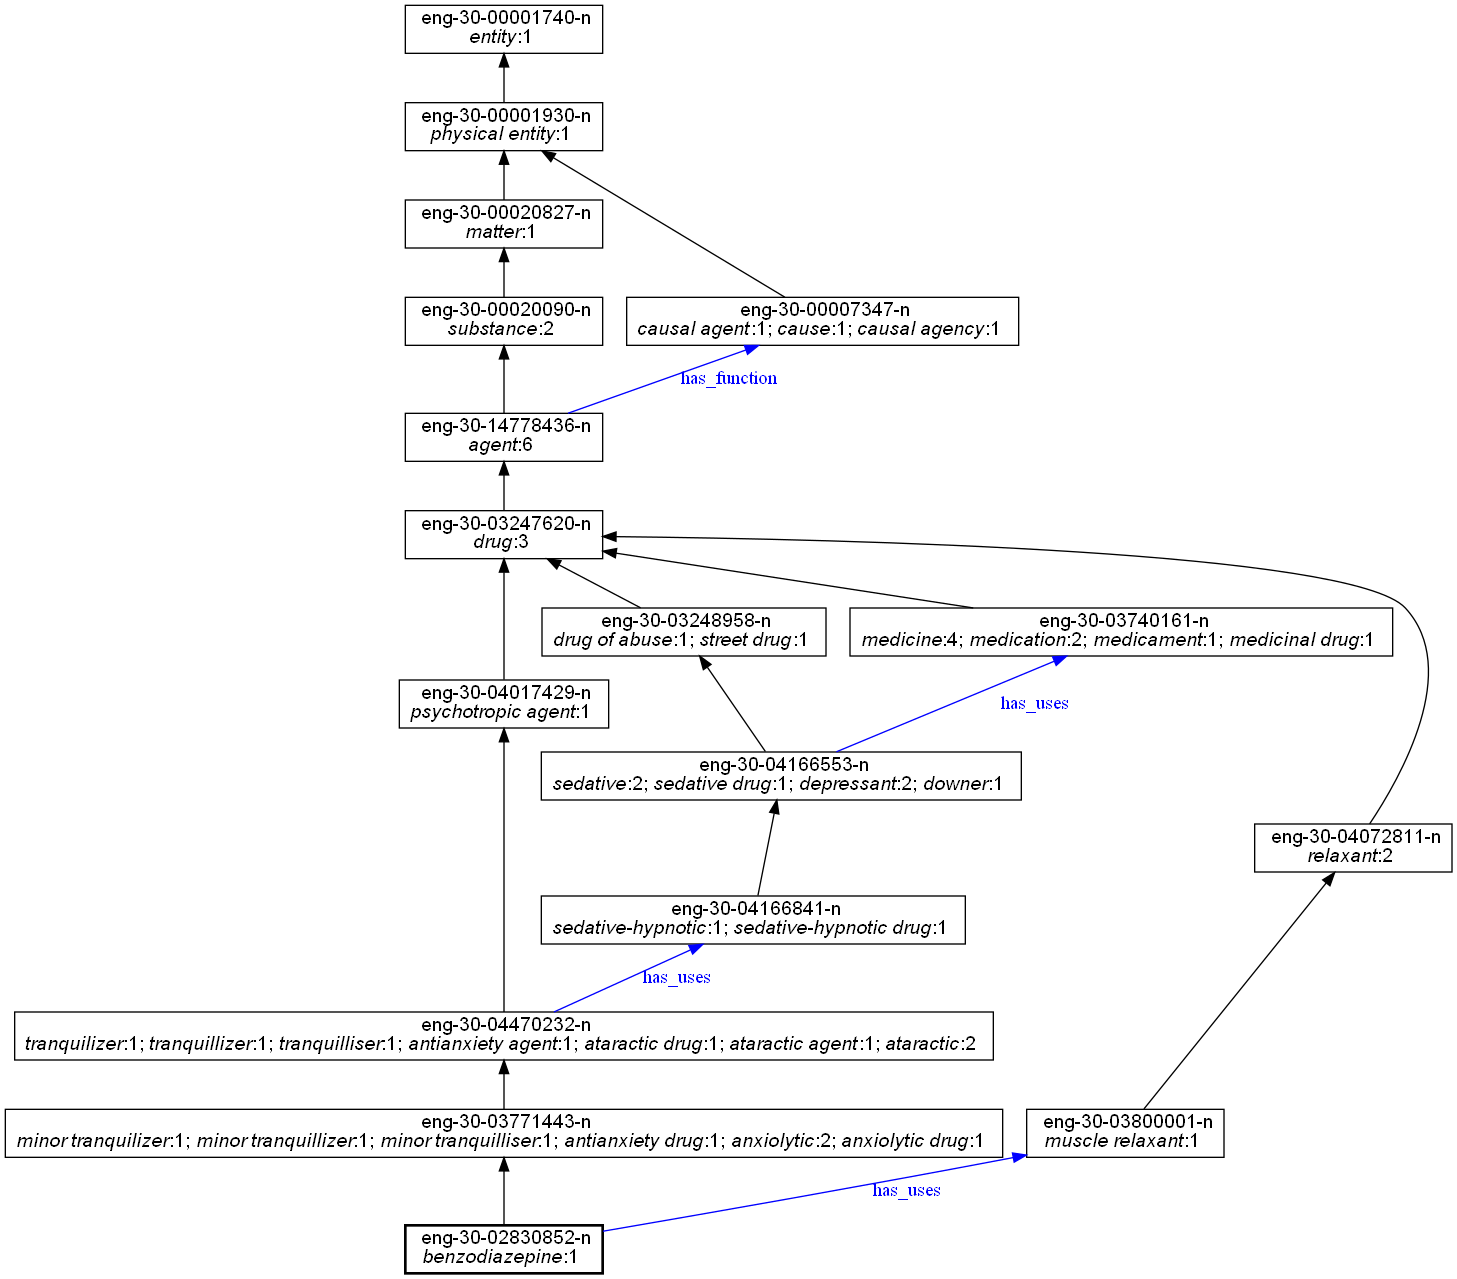 eng-30-00001740-n
entity:1
eng-30-00001930-n
physical entity:1
eng-30-00020827-n
matter:1
eng-30-00020090-n
substance:2
eng-30-00007347-n
causal agent:1; cause:1; causal agency:1
has_function
eng-30-14778436-n
agent:6
eng-30-03247620-n
drug:3
eng-30-03248958-n
drug of abuse:1; street drug:1
eng-30-03740161-n
medicine:4; medication:2; medicament:1; medicinal drug:1
eng-30-04017429-n
psychotropic agent:1
has_uses
eng-30-04166553-n
sedative:2; sedative drug:1; depressant:2; downer:1
eng-30-04072811-n
relaxant:2
eng-30-04166841-n
sedative-hypnotic:1; sedative-hypnotic drug:1
has_uses
eng-30-04470232-n
tranquilizer:1; tranquillizer:1; tranquilliser:1; antianxiety agent:1; ataractic drug:1; ataractic agent:1; ataractic:2
eng-30-03771443-n
minor tranquilizer:1; minor tranquillizer:1; minor tranquilliser:1; antianxiety drug:1; anxiolytic:2; anxiolytic drug:1
eng-30-03800001-n
muscle relaxant:1
has_uses
eng-30-02830852-n
benzodiazepine:1